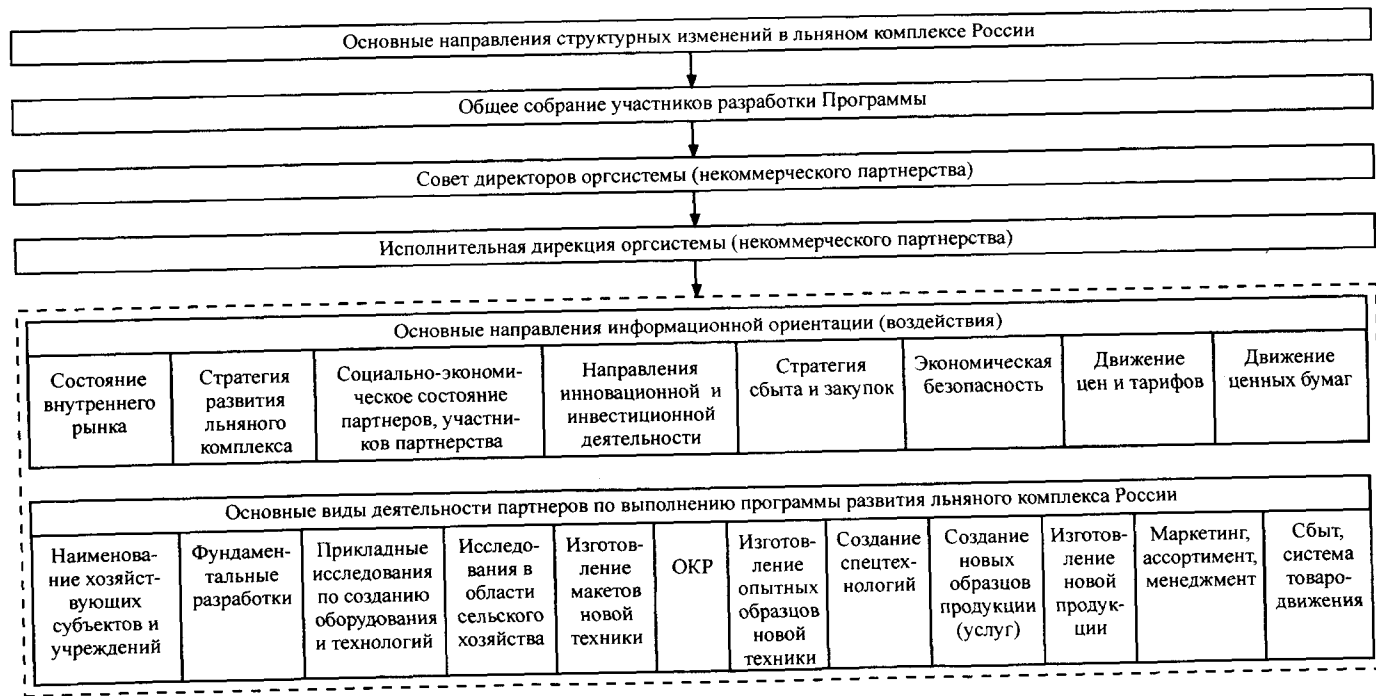 Основные направления структурных изменений в льняном комплексе России
Общее собрание участников разработки Программы
Совет директоров оргсистемы (некоммерческого партнерства)
Исполнительная дирекция оргсистемы (некоммерческого партнерства)
Основные направления информационной ориентации (воздействия)
Состояние
внутреннего
рынка
Стратегия
развития
льняного
комплекса
Социально-экономи-
ческое состояние
партнеров, участни-
ков партнерства
Направления
инновационной и
инвестиционной
деятельности
Стратегия
сбыта и закупок
Экономическая
безопасность
Движение
цен и тарифов
Движение
ценных бумаг
Основные виды деятельности партнеров по выполнению программы развития льняного комплекса России
Наименова-
ние хозяйст-
вующих
субъектов и
учреждений
Фундамен-
тальные
разработки
Прикладные
исследования
по созданию
оборудования
и технологий
Исследо-
вания в
области
сельского
хозяйства
Изготов-
ление
макетов
новой
техники
ОКР
Изготов-
ление
опытных
образцов
новой
техники
Создание
спецтех-
нологий
Создание
новых
образцов
продукции
(услуг)
Изготов-
ление
новой
продук-
ции
Маркетинг,
ассортимент,
менеджмент
Сбыт,
система
товаро-
движения